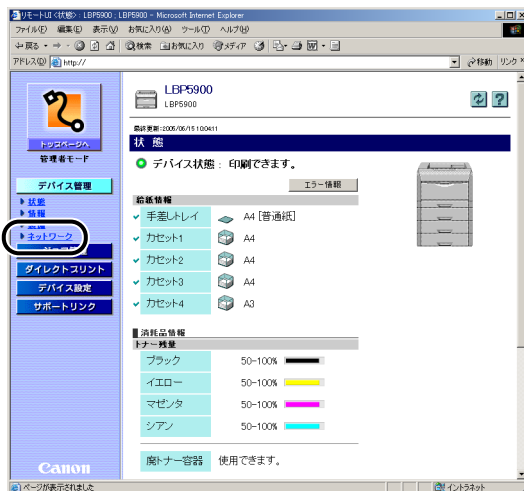 リモートUI <状態> : LBP5900 ; LBP5900 - Microsoft Internet Explorer
ファイル(F) 編集(E) 表示(V) お気に入り(A) ツール(T) ヘルプ(H)
戻る 検索 お気に入り メディア
アドレス(D) http:// 移動 リンク
LBP5900
LBP5900
トップページへ
管理者モード
最終更新:2005/06/15 10:04:11
状 態
デバイス状態 : 印刷できます。
エラー情報
デバイス管理
状態
情報
ネットワーク
ダイレクトプリント
デバイス設定
サポートリンク
給紙情報
手差しトレイ A4 [普通紙]
カセット1 A4
カセット2 A4
カセット3 A4
カセット4 A3
消耗品情報
トナー残量
ブラック 50-100%
イエロー 50-100%
マゼンタ 50-100%
シアン 50-100%
廃トナー容器 使用できます。
Canon
ページが表示されました
イントラネット